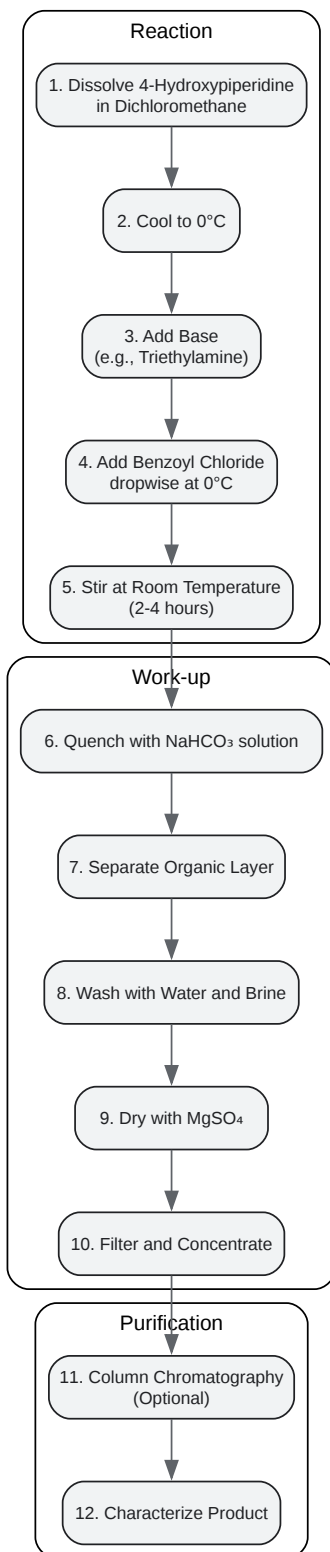 Reaction
1. Dissolve 4-Hydroxypiperidine
in Dichloromethane
2. Cool to 0°C
3. Add Base
(e.g., Triethylamine)
4. Add Benzoyl Chloride
dropwise at 0°C
5. Stir at Room Temperature
(2-4 hours)
Work-up
6. Quench with NaHCO₃ solution
7. Separate Organic Layer
8. Wash with Water and Brine
9. Dry with MgSO₄
10. Filter and Concentrate
Purification
11. Column Chromatography
(Optional)
12. Characterize Product